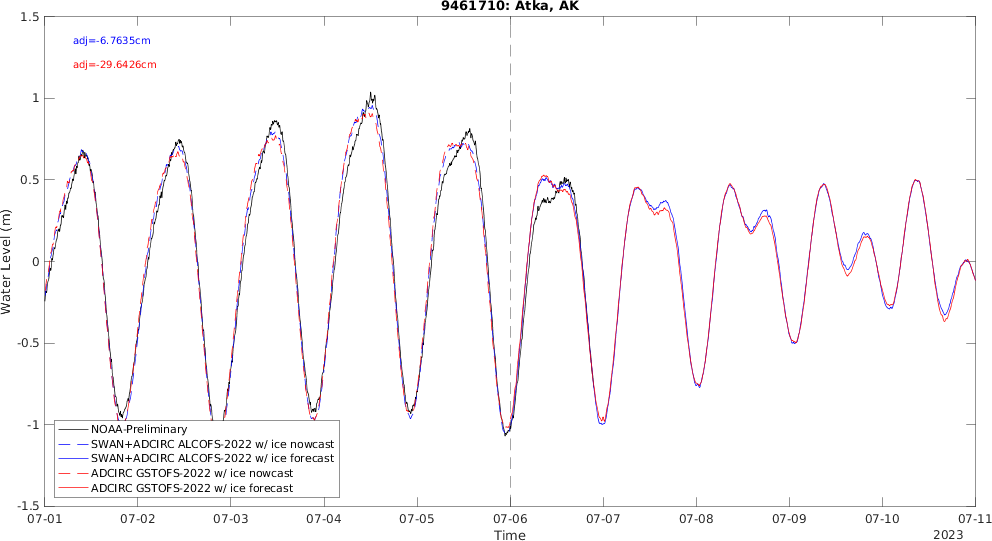 9461710: Atka, AK
1.5
adj=-6.7635cm
adj=-29.6426cm
1
0.5
0
-0.5
-1
-1.5
Water Level (m)
NOAA-Preliminary
SWAN+ADCIRC ALCOFS-2022 w/ ice nowcast
SWAN+ADCIRC ALCOFS-2022 w/ ice forecast
ADCIRC GSTOFS-2022 w/ ice nowcast
ADCIRC GSTOFS-2022 w/ ice forecast
07-01 07-02 07-03 07-04 07-05 07-06 07-07 07-08 07-09 07-10 07-11
Time
2023